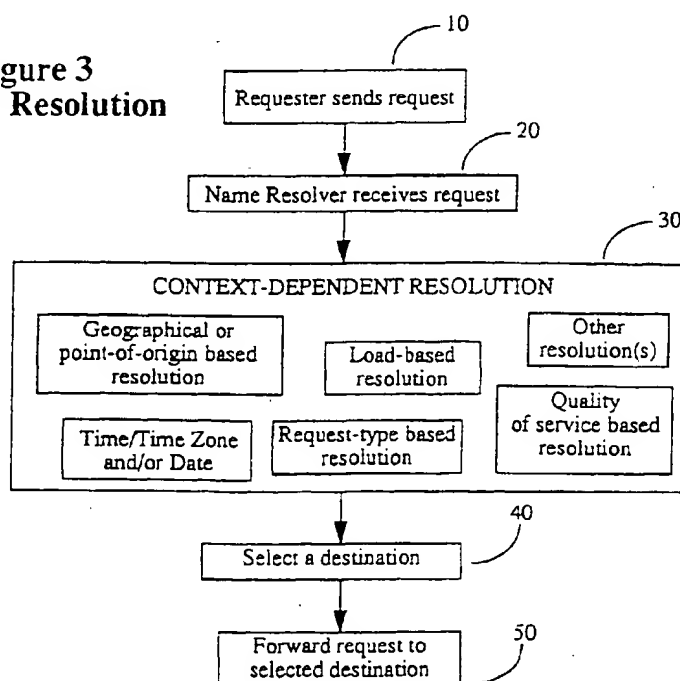 gure 3
Resolution
10
Requester sends request
20
Name Resolver receives request
30
CONTEXT-DEPENDENT RESOLUTION
Geographical or
point-of-origin based
resolution
Load-based
resolution
Other
resolution(s)
Time/Time Zone
and/or Date
Request-type based
resolution
Quality
of service based
resolution
40
Select a destination
50
Forward request to
selected destination